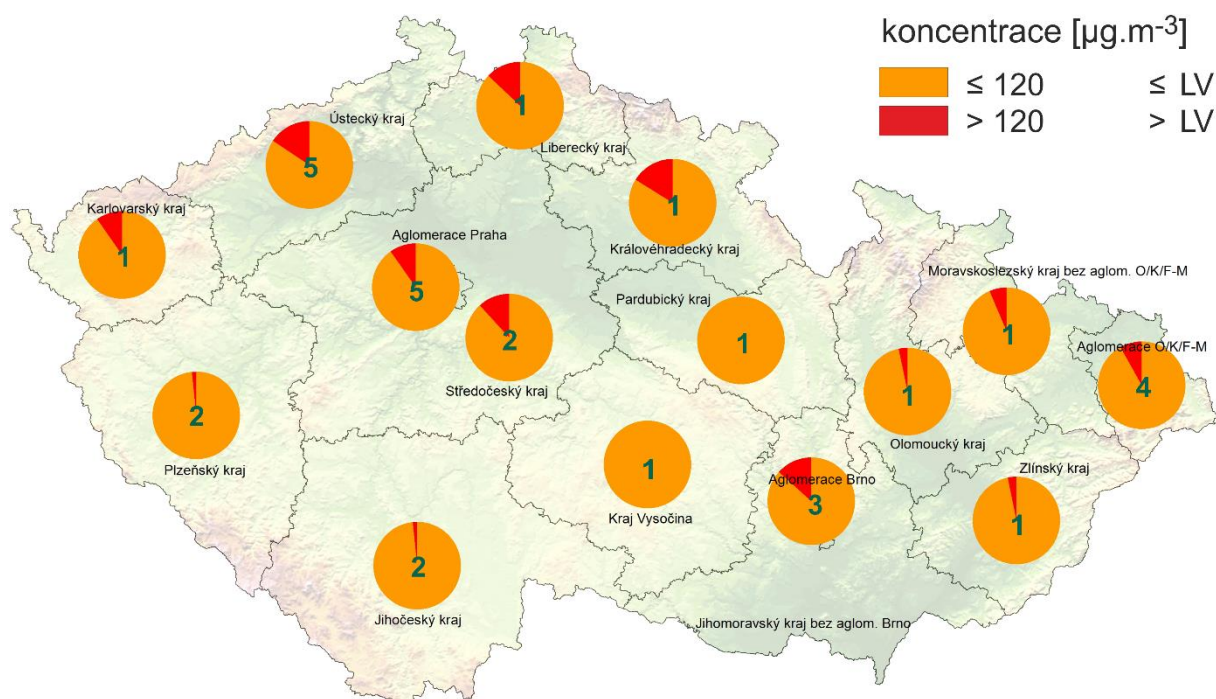 koncentrace [µg.m-3]
≤ 120 ≤ LV
> 120 > LV
1
Ústecký kraj
Liberecký kraj
5
Karlovarský kraj
1
1
Aglomerace Praha
Královéhradecký kraj
5
Moravskoslezský kraj bez aglom. O/K/F-M
Pardubický kraj
2
1
1
Aglomerace O/K/F-M
4
Středočeský kraj
1
2
Plzeňský kraj
Olomoucký kraj
1
Kraj Vysočina
Aglomerace Brno
3
Zlínský kraj
1
2
Jihočeský kraj
Jihomoravský kraj bez aglom. Brno